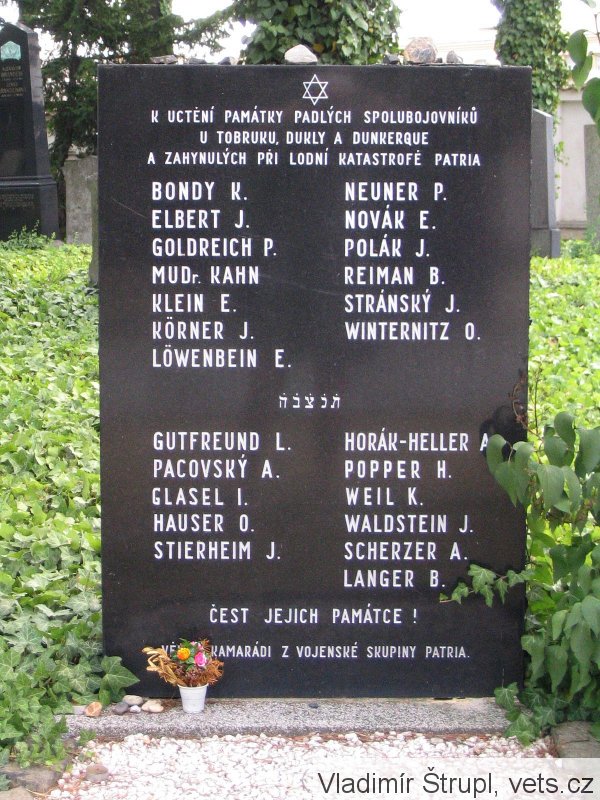 K UCTĚNÍ PAMÁTKY PADLÝCH SPOLUBOJOVNÍKŮ
U TOBRUKU, DUKLY A DUNKERQUE
A ZAHYNULÝCH PŘI LODNÍ KATASTROFĚ PATRIA
BONDY K.
ELBERT J.
GOLDREICH P.
MUDr. KAHN
KLEIN E.
KÖRNER J.
LÖWENBEIN E.
NEUNER P.
NOVÁK E.
POLÁK J.
REIMAN B.
STRÁNSKÝ J.
WINTERNITZ O.
ת̇נ̇צ̇ב̇ה̇
GUTFREUND L.
PACOVSKÝ A.
GLASEL I.
HAUSER O.
STIERHEIM J.
HORÁK-HELLER A
POPPER H.
WEIL K.
WALDSTEIN J.
SCHERZER A.
LANGER B.
ČEST JEJICH PAMÁTCE !
KAMARÁDI Z VOJENSKÉ SKUPINY PATRIA.
Vladimír Štrupl, vets.cz